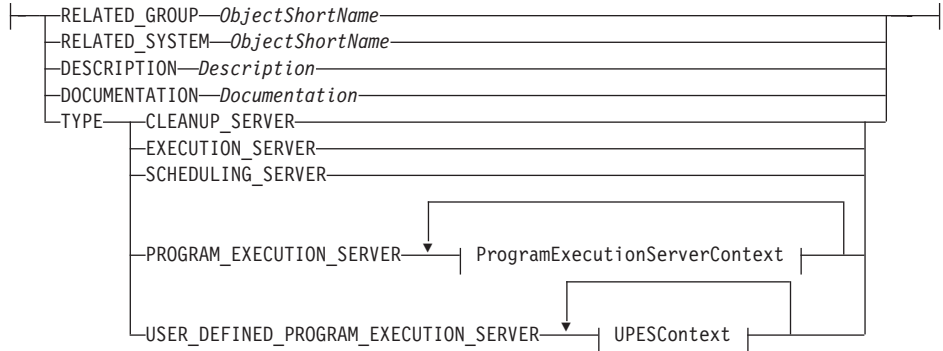 RELATED_GROUP ObjectShortName
RELATED_SYSTEM ObjectShortName
DESCRIPTION Description
DOCUMENTATION Documentation
TYPE CLEANUP_SERVER
EXECUTION_SERVER
SCHEDULING_SERVER
PROGRAM_EXECUTION_SERVER ProgramExecutionServerContext
USER_DEFINED_PROGRAM_EXECUTION_SERVER UPESContext